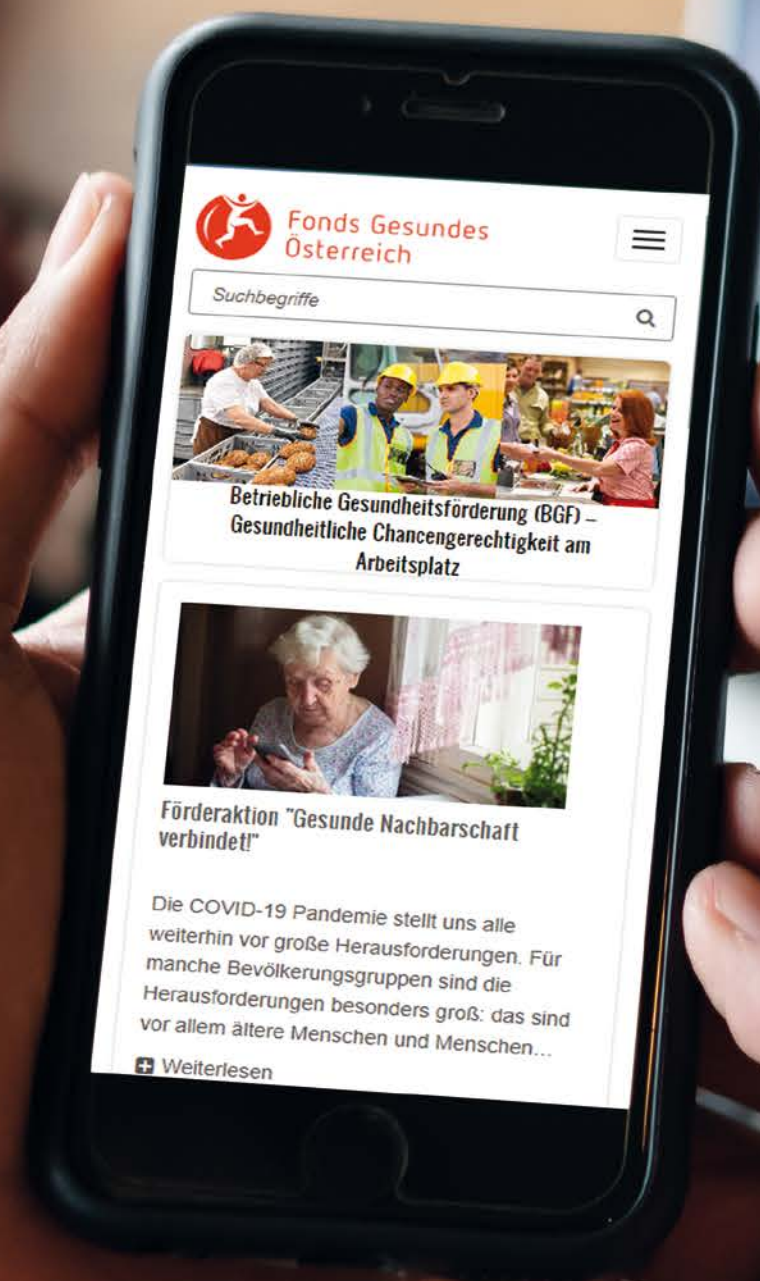 Fonds Gesundes
Österreich
Suchbegriffe
Betriebliche Gesundheitsförderung (BGF) –
Gesundheitliche Chancengerechtigkeit am
Arbeitsplatz
Förderaktion "Gesunde Nachbarschaft
verbindet!"
Die COVID-19 Pandemie stellt uns alle
weiterhin vor große Herausforderungen. Für
manche Bevölkerungsgruppen sind die
Herausforderungen besonders groß: das sind
vor allem ältere Menschen und Menschen...
Weiterlesen